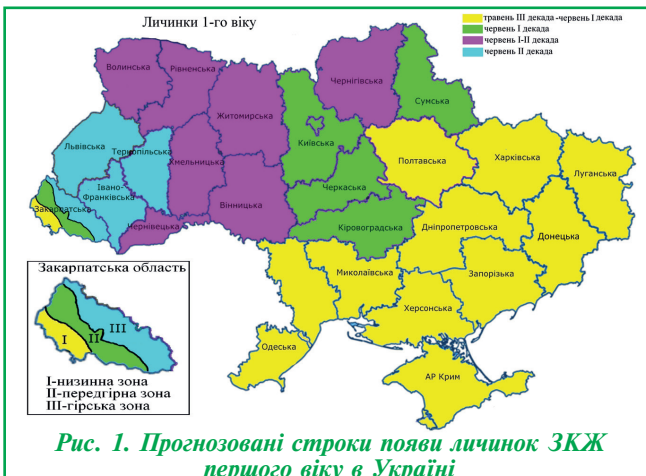 Личинки 1-го віку
травень III декада-червень I декада
червень I декада
червень I-II декада
червень II декада
Волинська
Рівненська
Житомирська
Чернігівська
Сумська
Львівська
Тернопільська
Хмельницька
Київська
Полтавська
Харківська
Луганська
Івано-
Франківська
Закарпатська
Чернівецька
Вінницька
Черкаська
Кіровоградська
Дніпропетровська
Донецька
Миколаївська
Запорізька
Херсонська
Одеська
АР Крим
Закарпатська область
I
II
III
I-низинна зона
II-передгірна зона
III-гірська зона
Рис. 1. Прогнозовані строки появи личинок ЗКЖ
першого віку в Україні